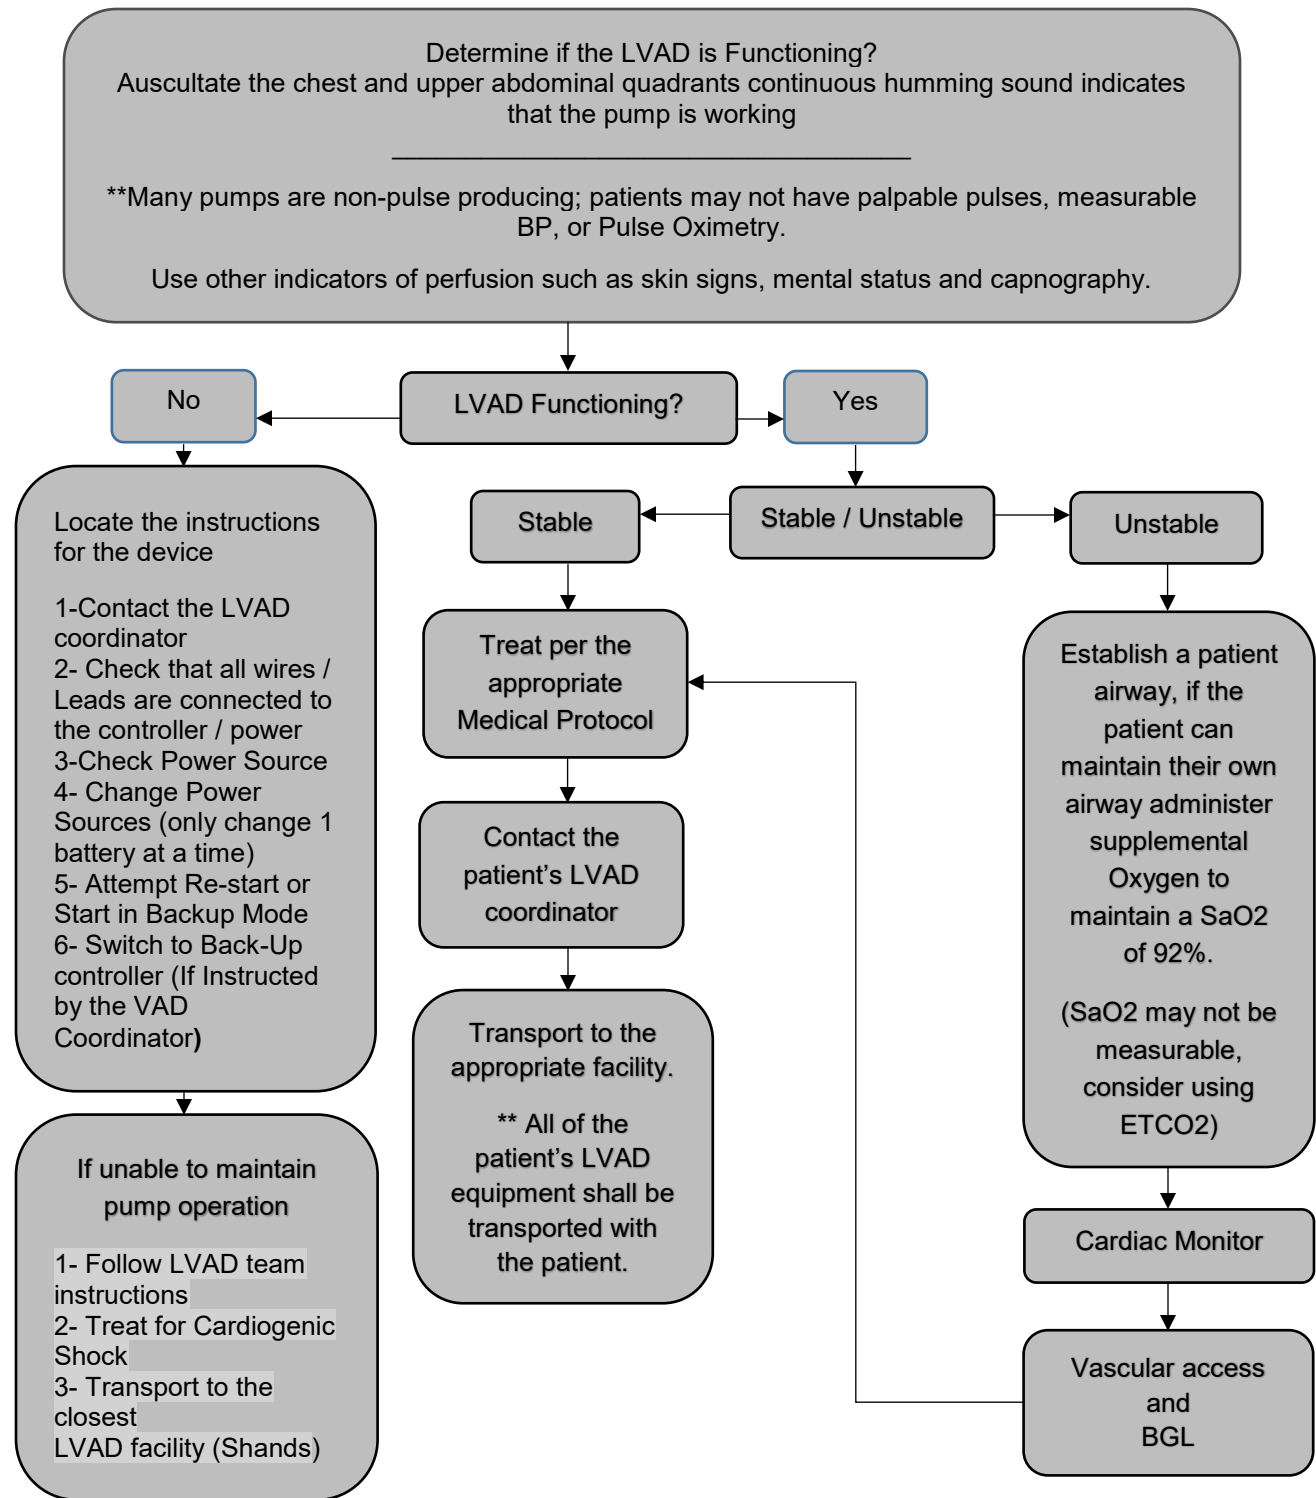 Determine if the LVAD is Functioning?
Auscultate the chest and upper abdominal quadrants continuous humming sound indicates
that the pump is working
**Many pumps are non-pulse producing; patients may not have palpable pulses, measurable
BP, or Pulse Oximetry.
Use other indicators of perfusion such as skin signs, mental status and capnography.
No
LVAD Functioning?
Yes
Locate the instructions
for the device
1-Contact the LVAD
coordinator
2- Check that all wires /
Leads are connected to
the controller / power
3-Check Power Source
4- Change Power
Sources (only change 1
battery at a time)
5- Attempt Re-start or
Start in Backup Mode
6- Switch to Back-Up
controller (If Instructed
by the VAD
Coordinator)
If unable to maintain
pump operation
1- Follow LVAD team
instructions
2- Treat for Cardiogenic
Shock
3- Transport to the
closest
LVAD facility (Shands)
Stable
Stable / Unstable
Unstable
Treat per the
appropriate
Medical Protocol
Contact the
patient’s LVAD
coordinator
Transport to the
appropriate facility.
** All of the
patient’s LVAD
equipment shall be
transported with
the patient.
Establish a patient
airway, if the
patient can
maintain their own
airway administer
supplemental
Oxygen to
maintain a SaO2
of 92%.
(SaO2 may not be
measurable,
consider using
ETCO2)
Cardiac Monitor
Vascular access
and
BGL